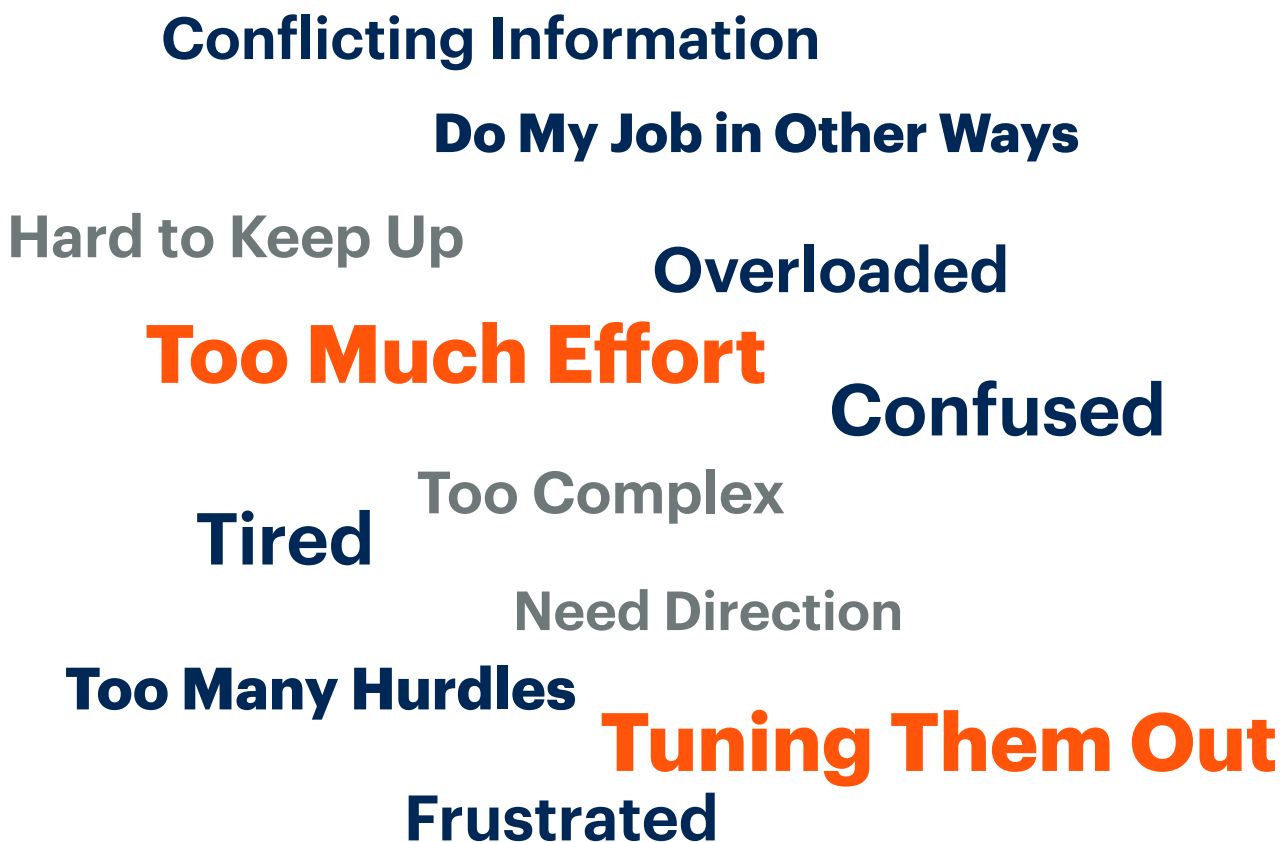 Conflicting Information
Do My Job in Other Ways
Hard to Keep Up
Overloaded
Too Much Effort
Confused
Too Complex
Tired
Need Direction
Too Many Hurdles
Tuning Them Out
Frustrated